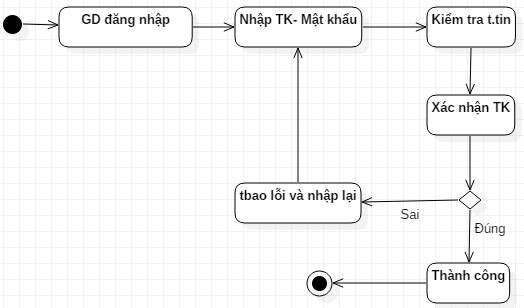 GD đăng nhập
Nhập TK- Mật khẩu
Kiểm tra t.tin
Xác nhận TK
tbao lỗi và nhập lại
Sai
Đúng
Thành công